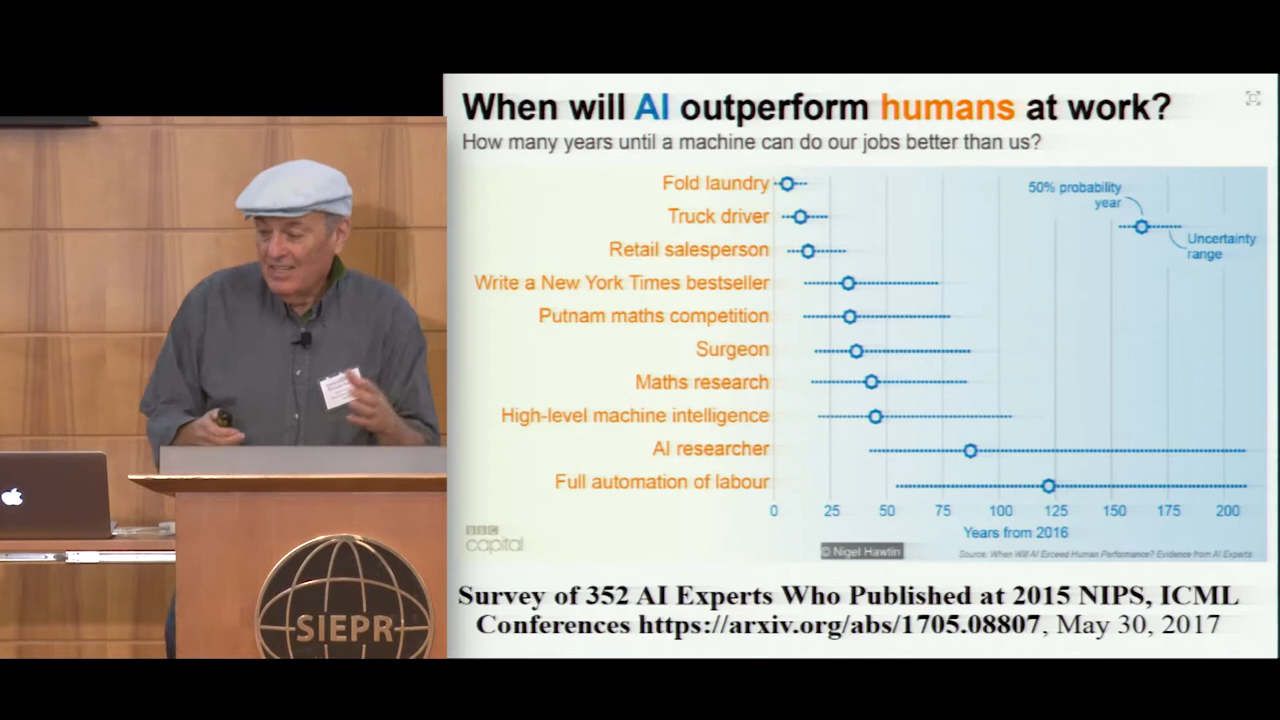 When will AI outperform humans at work?
How many years until a machine can do our jobs better than us?
Fold laundry
Truck driver
Retail salesperson
Write a New York Times bestseller
Putnam maths competition
Surgeon
Maths research
High-level machine intelligence
AI researcher
Full automation of labour
50% probability
year
Uncertainty
range
0 25 50 75 100 125 150 175 200
Years from 2016
BBC
capital
© Nigel Hawtin
Source: When Will AI Exceed Human Performance? Evidence from AI Experts
Survey of 352 AI Experts Who Published at 2015 NIPS, ICML
Conferences https://arxiv.org/abs/1705.08807, May 30, 2017
SIEPR